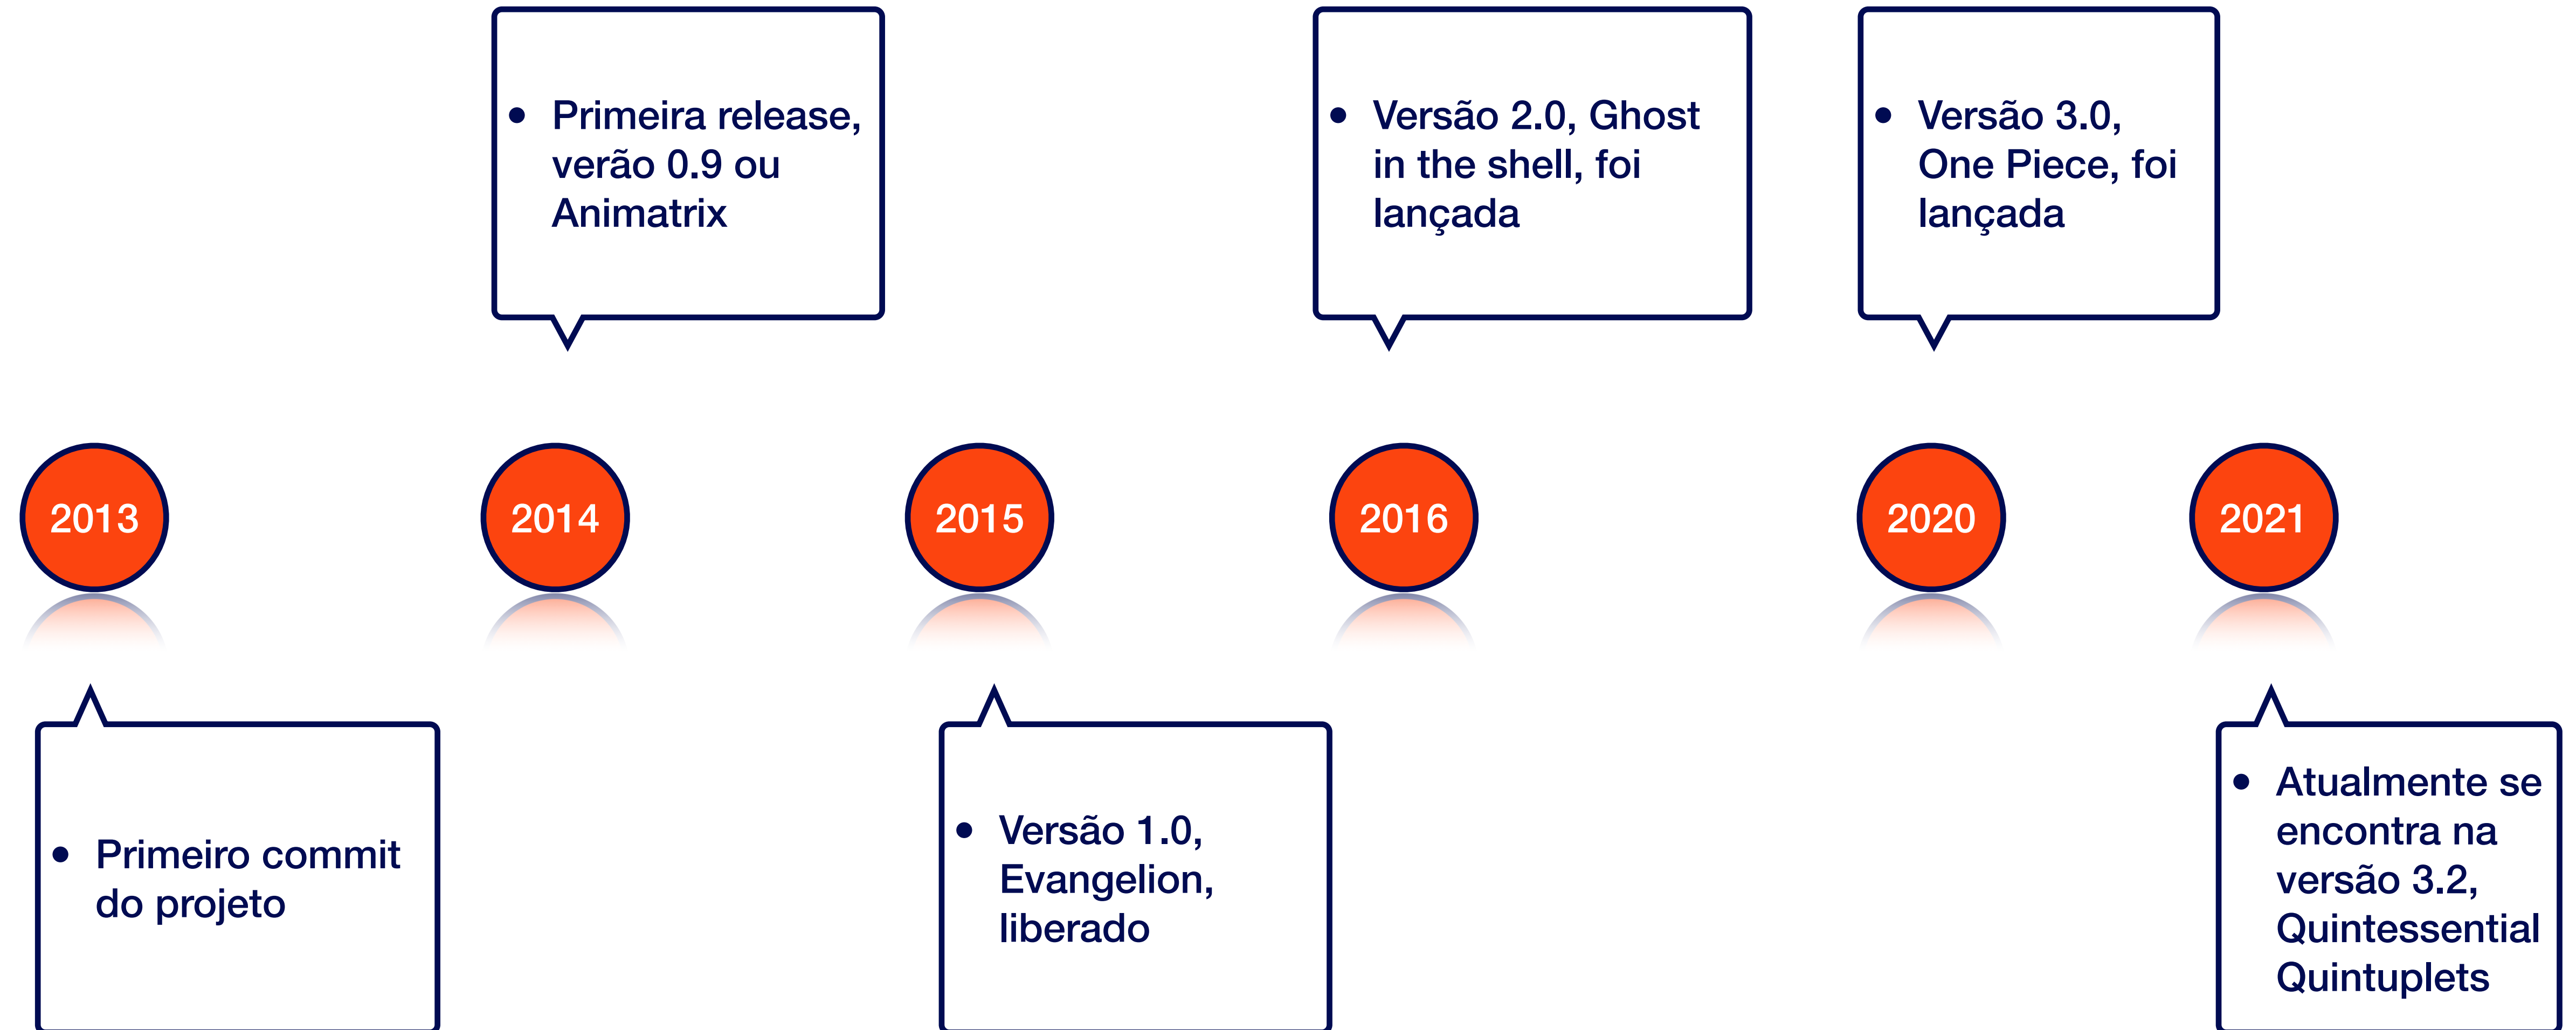 • Primeira release,
verão 0.9 ou
Animatrix
• Versão 2.0, Ghost
in the shell, foi
lançada
• Versão 3.0,
One Piece, foi
lançada
2013
2014
2015
2016
2020
2021
• Primeiro commit
do projeto
• Versão 1.0,
Evangelion,
liberado
• Atualmente se
encontra na
versão 3.2,
Quintessential
Quintuplets